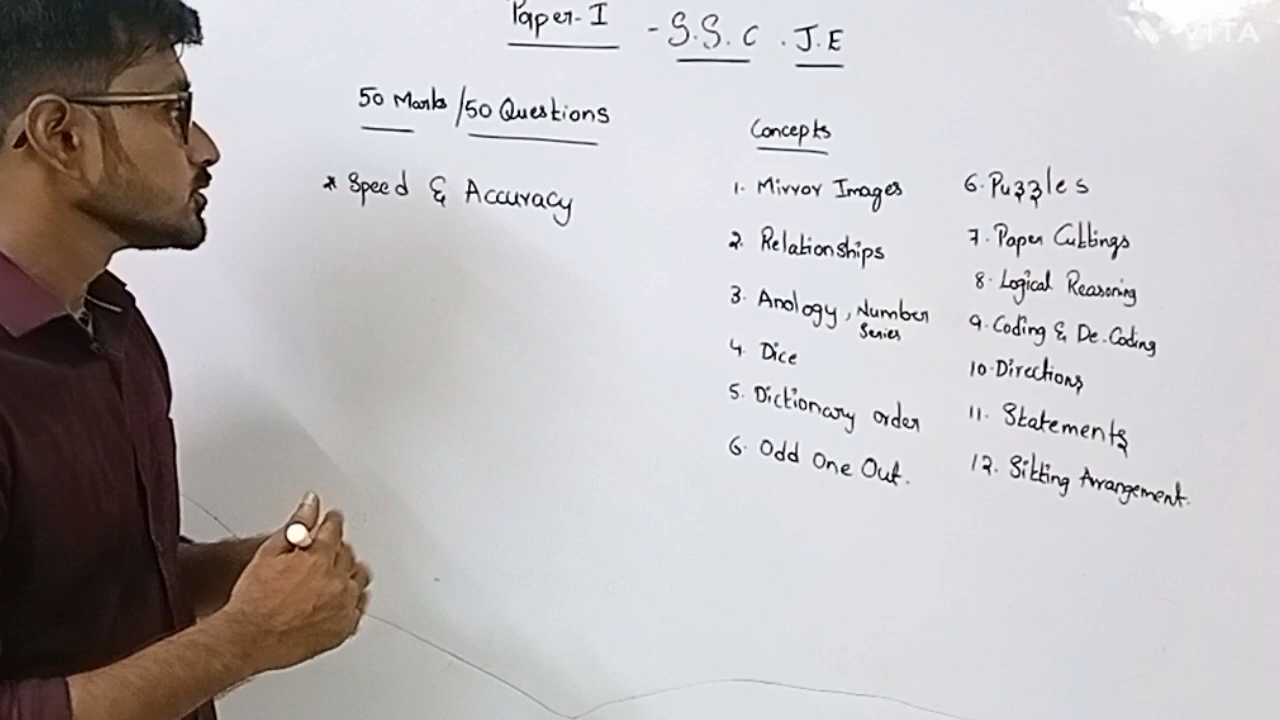 Paper-I - S.S.C. J.E
50 Marks / 50 Questions
* Speed & Accuracy
Concepts
1. Mirror Images
2. Relationships
3. Anology, Number
Series
4. Dice
5. Dictionary order
6. Odd One Out.
6. Puzzles
7. Paper Cuttings
8. Logical Reasoning
9. Coding & De-Coding
10. Directions
11. Statements
12. Sitting Arrangement.
VITA